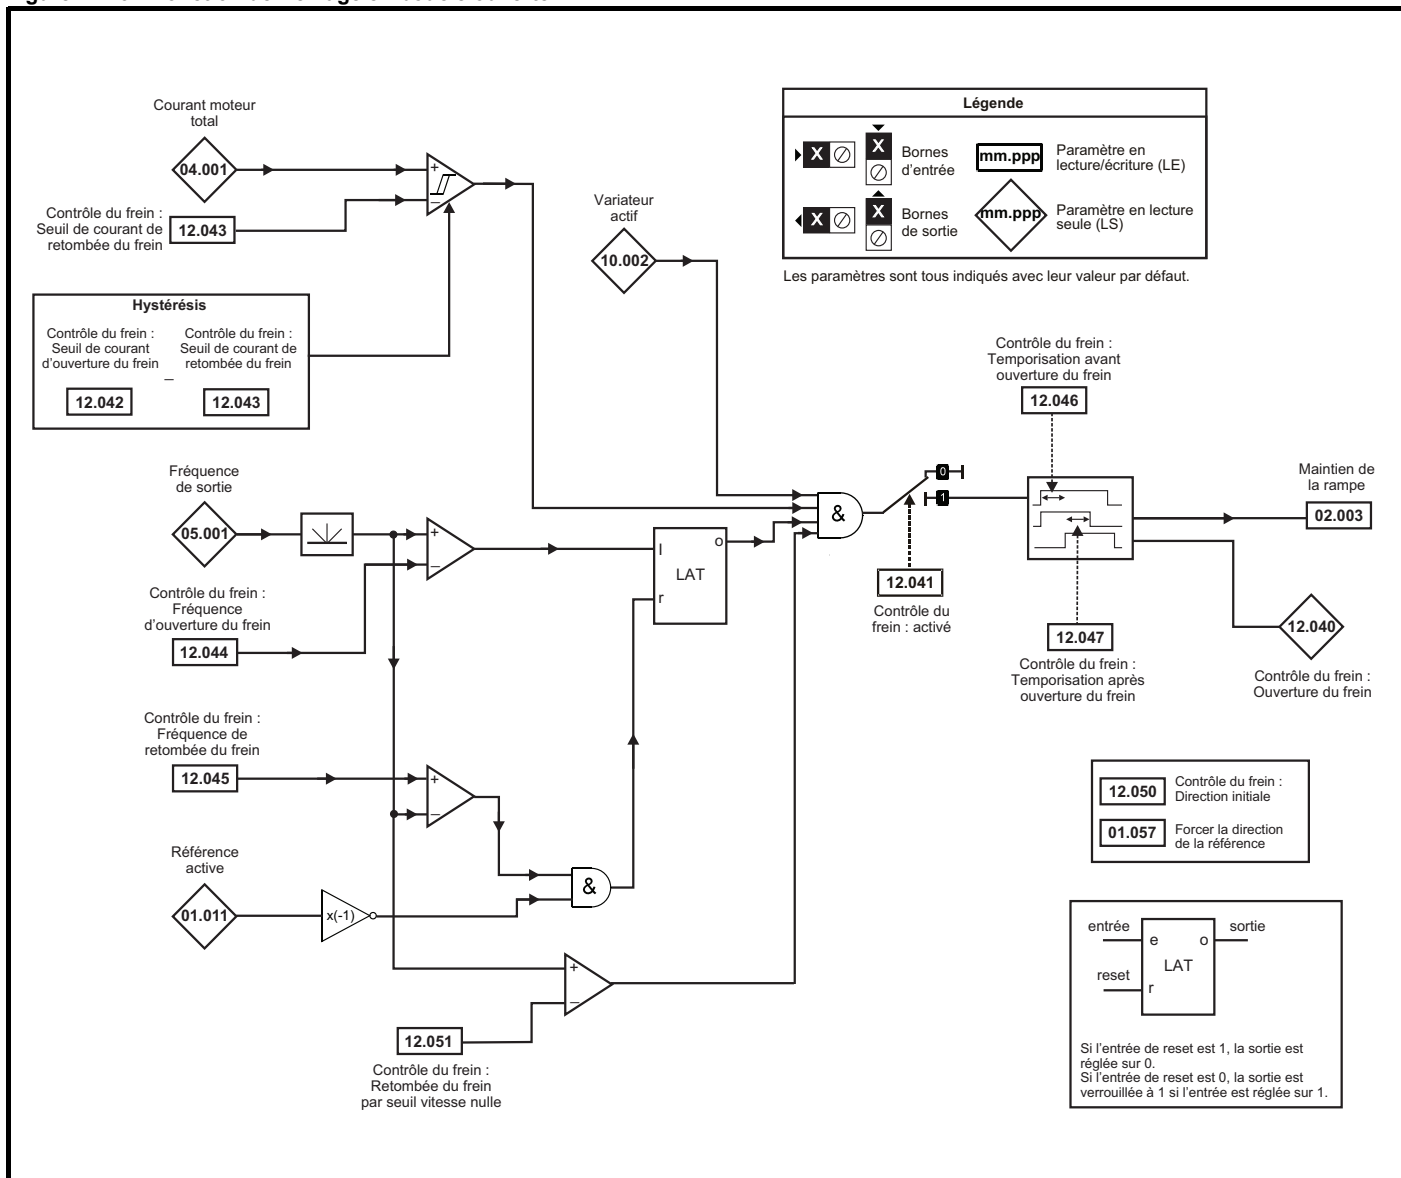 Courant moteur
total
04.001
+
–
Contrôle du frein :
Seuil de courant de
retombée du frein
12.043
Hystérésis
Contrôle du frein :
Seuil de courant
d'ouverture du frein
12.042
–
Contrôle du frein :
Seuil de courant de
retombée du frein
12.043
Variateur
actif
10.002
Légende
X
X
Bornes
d'entrée
mm.ppp
Paramètre en
lecture/écriture (LE)
X
X
Bornes
de sortie
mm.ppp
Paramètre en lecture
seule (LS)
Les paramètres sont tous indiqués avec leur valeur par défaut.
Fréquence
de sortie
05.001
+
–
Contrôle du frein :
Fréquence
d'ouverture du frein
12.044
I
o
LAT
r
&
0
1
12.041
Contrôle du
frein : activé
Contrôle du frein :
Temporisation avant
ouverture du frein
12.046
12.047
Contrôle du frein :
Temporisation après
ouverture du frein
Maintien de
la rampe
02.003
12.040
Contrôle du frein :
Ouverture du frein
Contrôle du frein :
Fréquence de
retombée du frein
12.045
+
–
Référence
active
01.011
x(-1)
&
+
–
12.051
Contrôle du frein :
Retombée du frein
par seuil vitesse nulle
12.050
Contrôle du frein :
Direction initiale
01.057
Forcer la direction
de la référence
entrée
e
o
sortie
LAT
reset
r
Si l'entrée de reset est 1, la sortie est
réglée sur 0.
Si l'entrée de reset est 0, la sortie est
verrouillée à 1 si l'entrée est réglée sur 1.